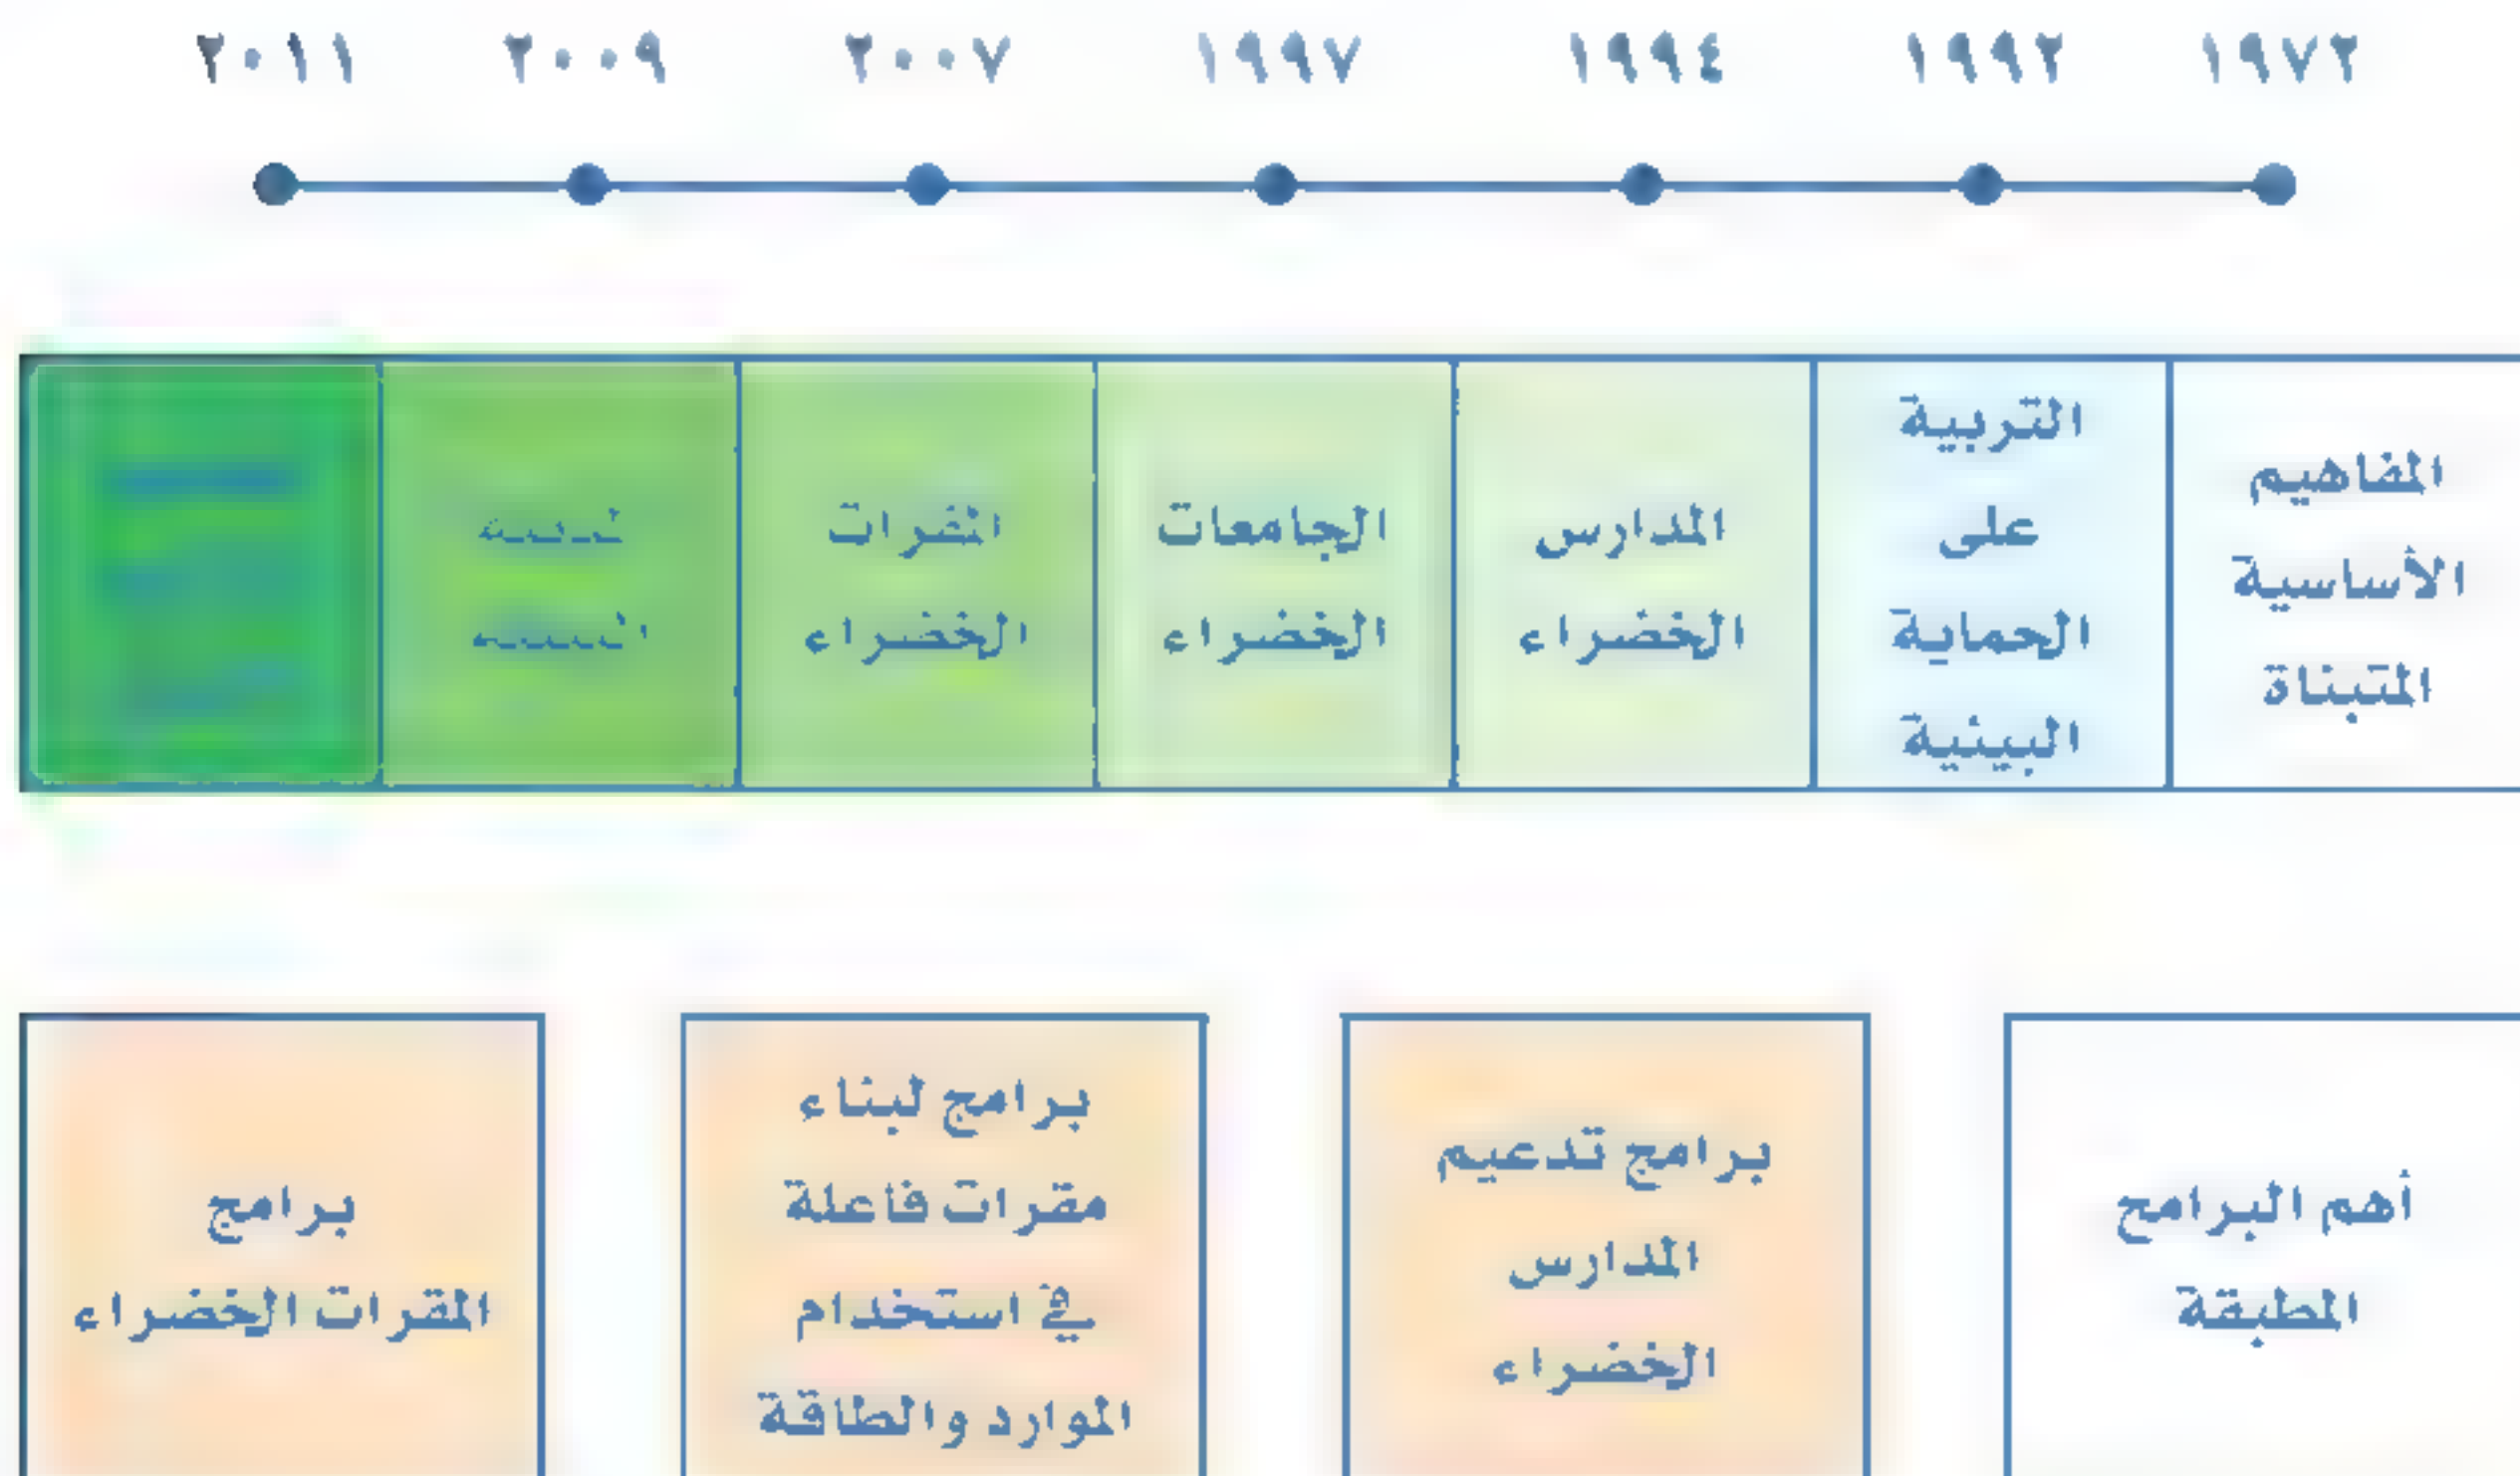 ١٩٧٢ ١٩٩٢ ١٩٩٤ ١٩٩٧ ٢٠٠٧ ٢٠٠٩ ٢٠١١
المفاهيم
الأساسية
المتبناة
التربية
على
الحماية
البيئية
المدارس
الخضراء
الجامعات
الخضراء
المقرات
الخضراء
أهم البرامج
المطبقة
برامج تدعيم
المدارس
الخضراء
برامج لبناء
مقرات فاعلة
في استخدام
الموارد والطاقة
برامج
المقرات الخضراء